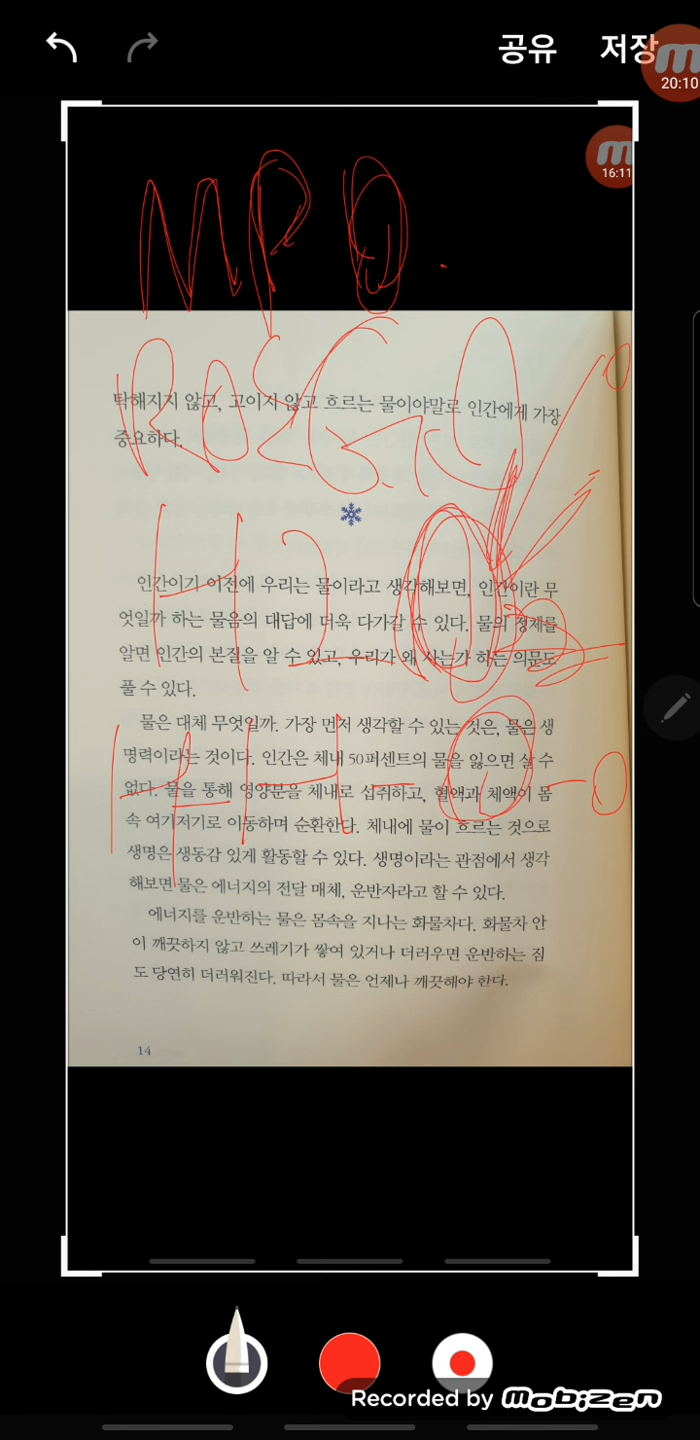 공유 저장
20:10
16:11
M.P O.
탁해지지 않고, 고이지 않고 흐르는 물이야말로 인간에게 가장
중요하다.
인간이기 이전에 우리는 물이라고 생각해보면, 인간이란 무
엇일까 하는 물음의 대답에 더욱 다가갈 수 있다. 물의 정체를
알면 인간의 본질을 알 수 있고, 우리가 왜 사는가 하는 의문도
풀 수 있다.
물은 대체 무엇일까. 가장 먼저 생각할 수 있는 것은, 물은 생
명력이라는 것이다. 인간은 체내 50퍼센트의 물을 잃으면 살 수
없다. 물을 통해 영양분을 체내로 섭취하고, 혈액과 체액이 몸
속 여기저기로 이동하며 순환한다. 체내에 물이 흐르는 것으로
생명은 생동감 있게 활동할 수 있다. 생명이라는 관점에서 생각
해보면 물은 에너지의 전달 매체, 운반자라고 할 수 있다.
에너지를 운반하는 물은 몸속을 지나는 화물차다. 화물차 안
이 깨끗하지 않고 쓰레기가 쌓여 있거나 더러우면 운반하는 짐
도 당연히 더러워진다. 따라서 물은 언제나 깨끗해야 한다.
14
Recorded by mobizen